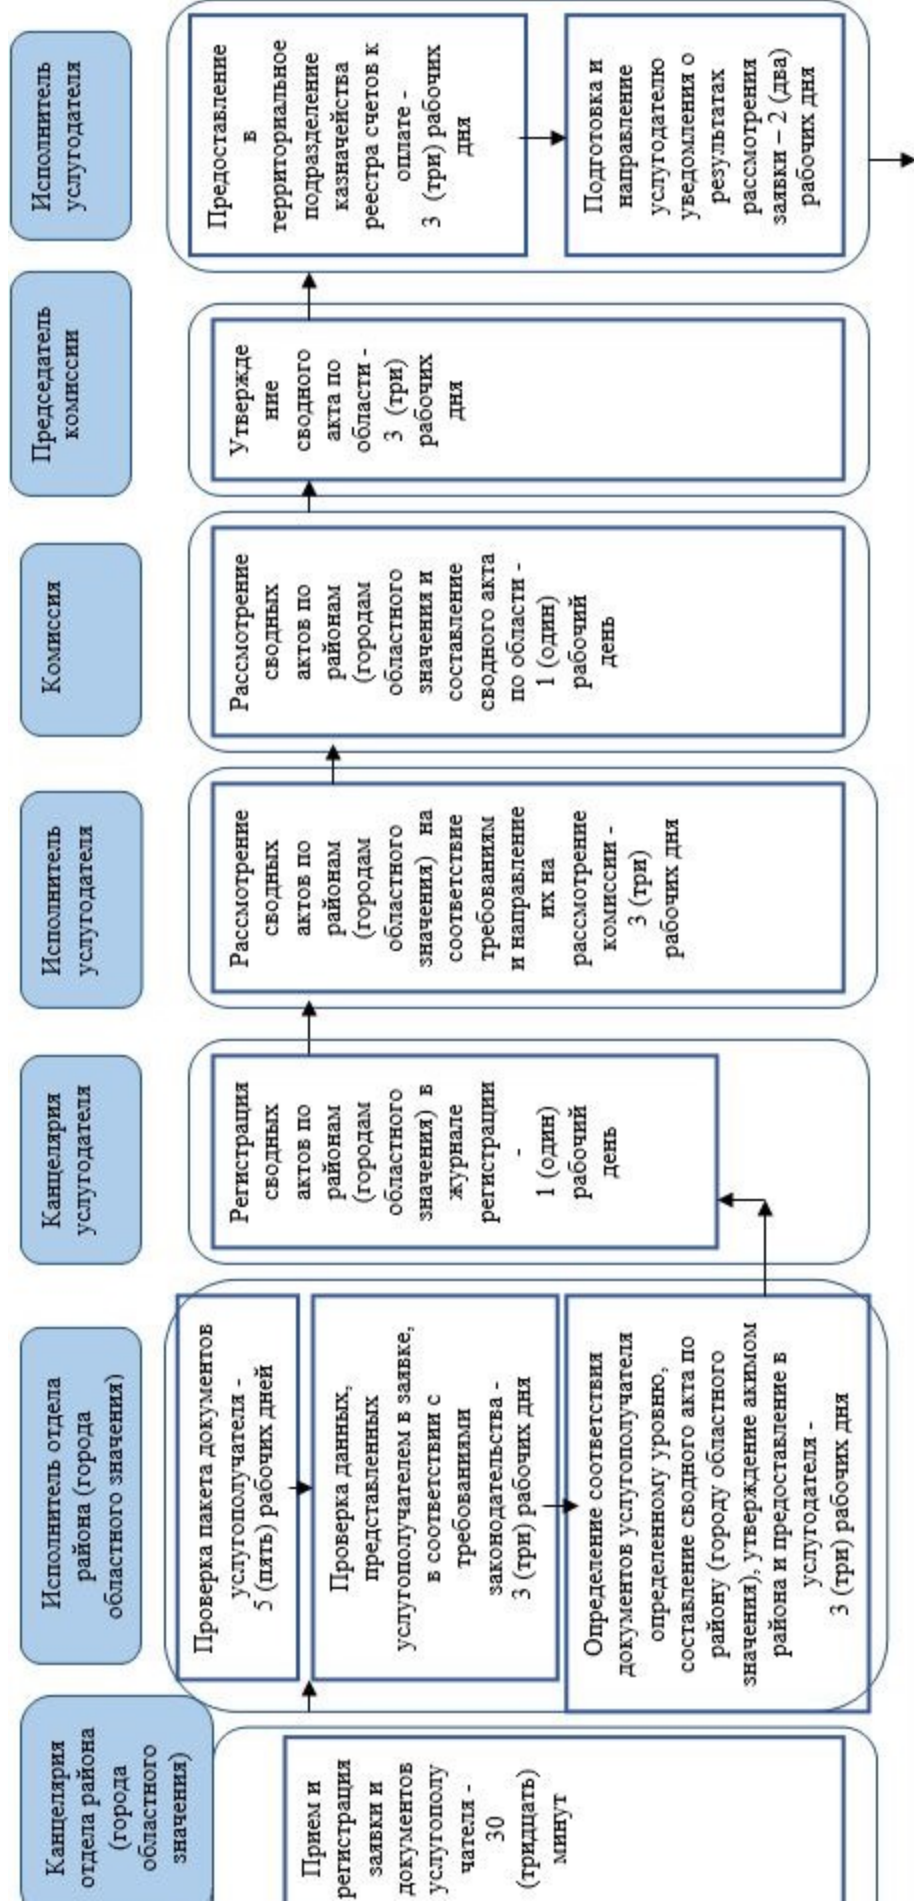 Канцелярия
отдела район (города
областного
значения)
Исполнитель отдела
района (города
областного значения)
Канцелярия
услугодателя
Исполнитель
услугодателя
Комиссия
Председатель
комиссии
Исполнитель
услугодателя
Прием и
регистрация
заявки и
документов
услугополу
чателя -
30
(тридцать)
минут
Проверка пакета документов
услугополучателя -
5 (пять) рабочих дней
Проверка данных,
представленных
услугополучателем в заявке,
в соответствии с
требованиями
законодательства -
3 (три) рабочих дня
Определение соответствия
документов услугополучателя
определенному уровню,
составление сводного акта по
району (городу областного
значения), утверждение акимом
района и предоставление в
услугодателя -
3 (три) рабочих дня
Регистрация
сводных
актов по
районам
(городам
областного
значения) в
журнале
регистрации
-
1 (один)
рабочий
день
Рассмотрение
сводных
актов по
районам
(городам
областного
значения) на
соответствие
требованиям
и направление
их на
рассмотрение
комиссии -
3 (три)
рабочих дня
Рассмотрение
сводных
актов по
районам
(городам
областного
значения и
составление
сводного акта
по области -
1 (один)
рабочий
день
Утвержде
ние
сводного
акта по
области -
3 (три)
рабочих
дня
Предоставление
в
территориальное
подразделение
казначейства
реестра счетов к
оплате -
3 (три) рабочих
дня
Подготовка и
направление
услугодателю
уведомления о
результатах
рассмотрения
заявки – 2 (два)
рабочих дня